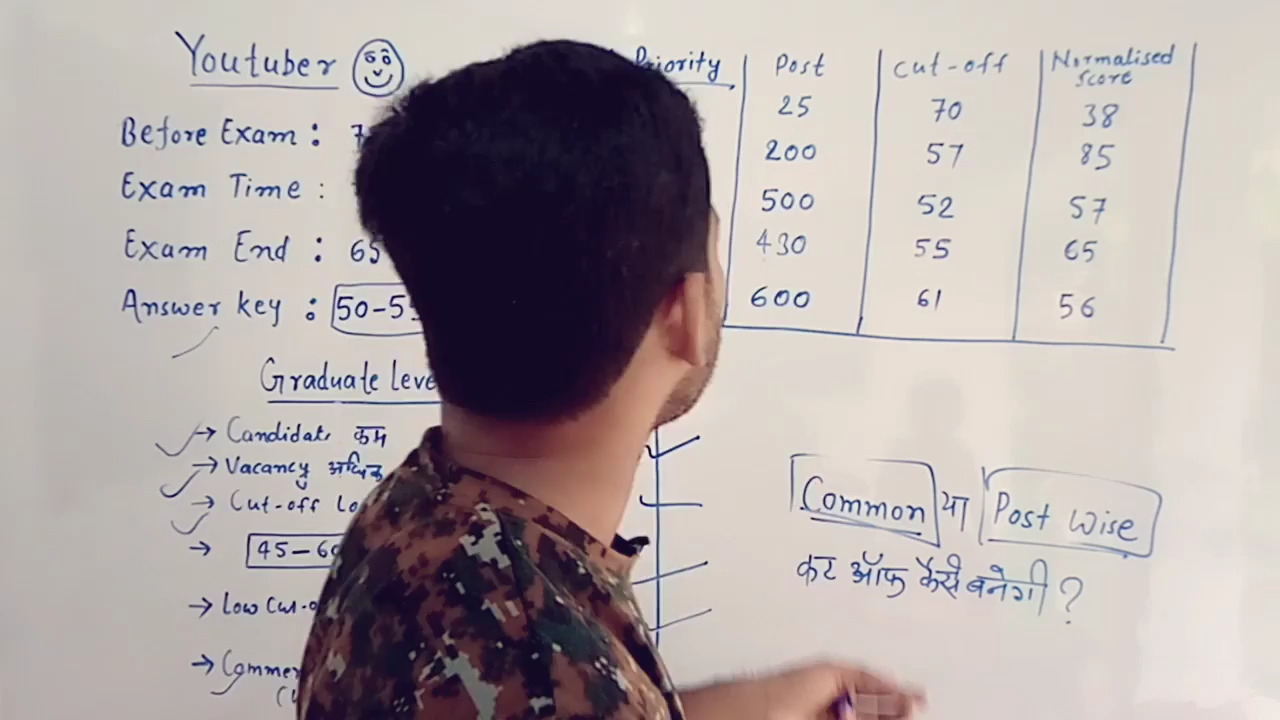 Youtuber
Before Exam :
Exam Time :
Exam End : 65
Answer key : 50-5
Graduate Leve
→ Candidate कम
→ Vacancy अधिक
→ Cut-off Lo
→ 45-60
→ Low Cut-o
→ Commer
Priority Post Cut-off Normalised Score
25 70 38
200 57 85
500 52 57
430 55 65
600 61 56
Common या Post Wise
कट ऑफ कैसे बनेगी ?